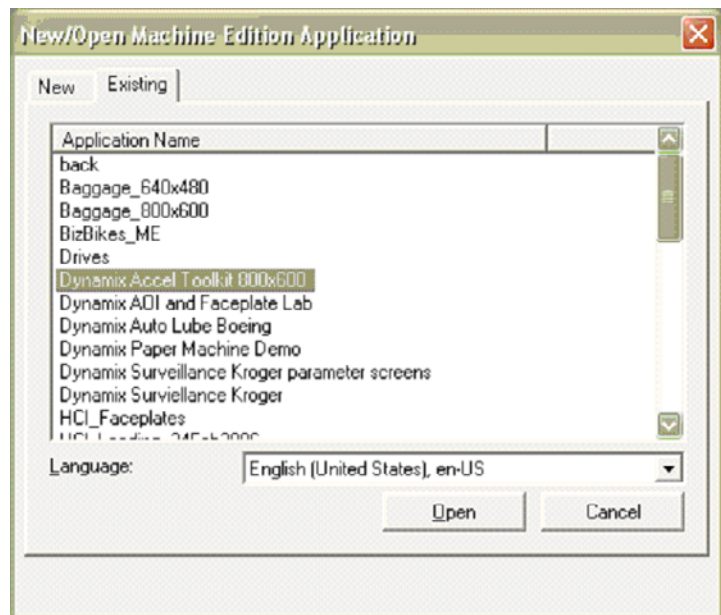 New/Open Machine Edition Application
New Existing
Application Name
back
Baggage_640x480
Baggage_800x600
BizBikes_ME
Drives
Dynamix Accel Toolkit 800x600
Dynamix AOI and Faceplate Lab
Dynamix Auto Lube Boeing
Dynamix Paper Machine Demo
Dynamix Surveillance Kroger parameter screens
Dynamix Surviellance Kroger
HCI_Faceplates
Language: English (United States), en-US
Open Cancel